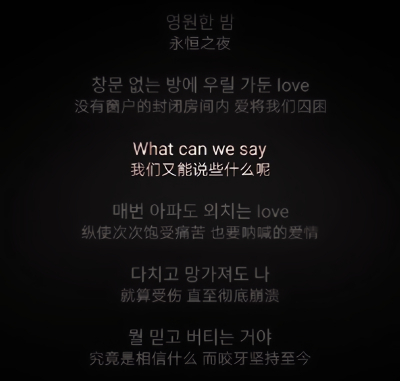 영원한 밤
永恒之夜
창문 없는 방에 우릴 가둔 love
没有窗户的封闭房间内 爱将我们囚困
What can we say
我们又能说些什么呢
매번 아파도 외치는 love
纵使次次饱受痛苦 也要呐喊的爱情
다치고 망가져도 나
就算受伤 直至彻底崩溃
뭘 믿고 버티는 거야
究竟是相信什么 而咬牙坚持至今